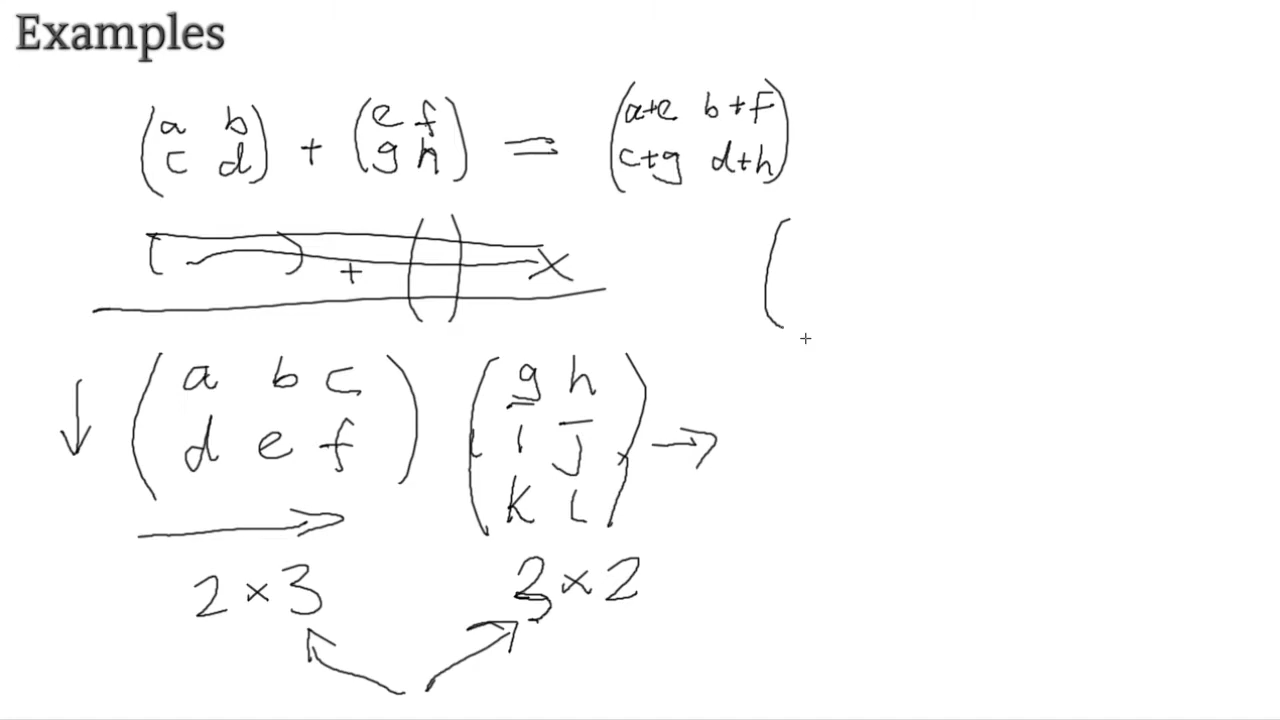 Examples
(a b) + (e f) = (a+e b+f)
(c d) (g h) (c+g d+h)
( ) + ( ) × (
(a b c) (g h) →
(d e f) (i j)
(k l)
2 × 3 3 × 2